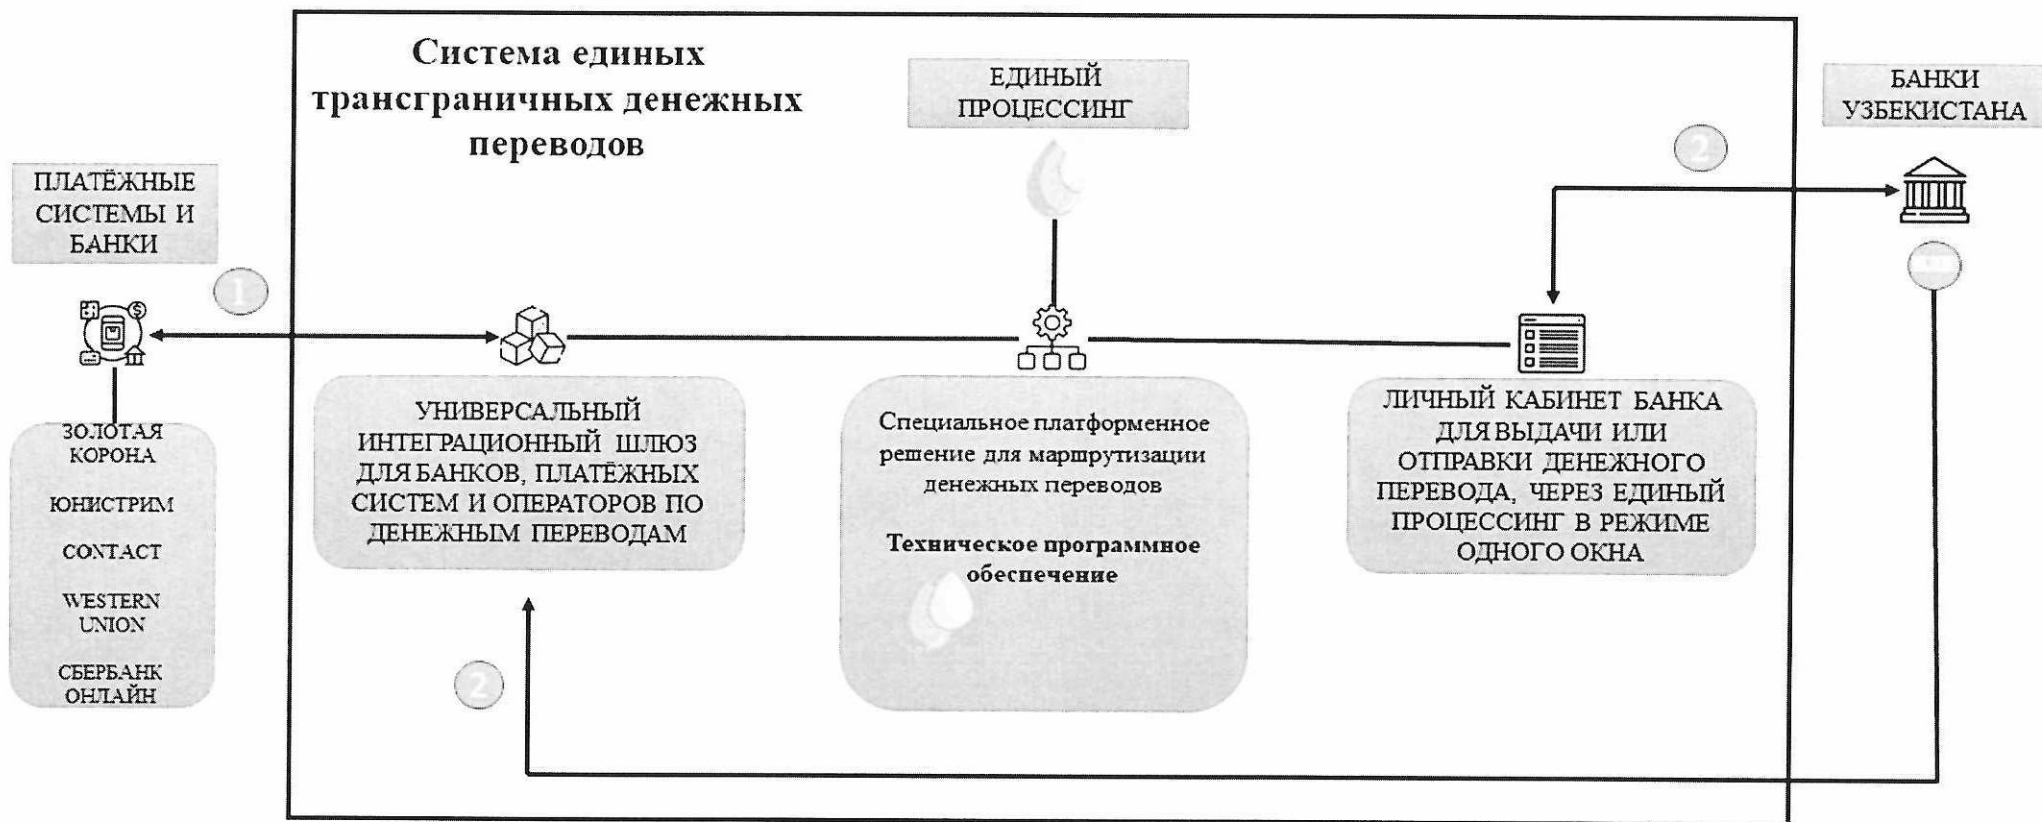 Система единых
трансграничных денежных
переводов
ЕДИНЫЙ
ПРОЦЕССИНГ
БАНКИ
УЗБЕКИСТАНА
2
ПЛАТЁЖНЫЕ
СИСТЕМЫ И
БАНКИ
1
ЗОЛОТАЯ
КОРОНА
ЮНИСТРИМ
CONTACT
WESTERN
UNION
СБЕРБАНК
ОНЛАЙН
УНИВЕРСАЛЬНЫЙ
ИНТЕГРАЦИОННЫЙ ШЛЮЗ
ДЛЯ БАНКОВ, ПЛАТЁЖНЫХ
СИСТЕМ И ОПЕРАТОРОВ ПО
ДЕНЕЖНЫМ ПЕРЕВОДАМ
Специальное платформенное
решение для маршрутизации
денежных переводов
Техническое программное
обеспечение
ЛИЧНЫЙ КАБИНЕТ БАНКА
ДЛЯ ВЫДАЧИ ИЛИ
ОТПРАВКИ ДЕНЕЖНОГО
ПЕРЕВОДА, ЧЕРЕЗ ЕДИНЫЙ
ПРОЦЕССИНГ В РЕЖИМЕ
ОДНОГО ОКНА
2